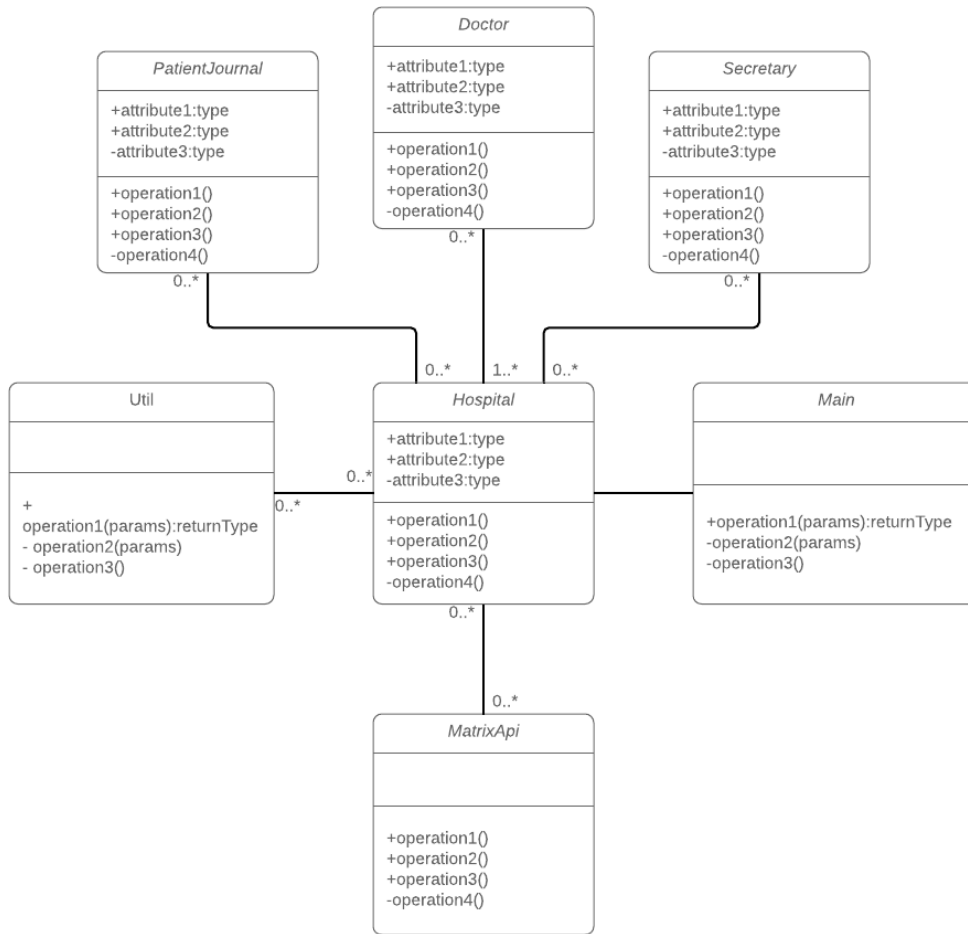 Doctor
+attribute1:type
+attribute2:type
-attribute3:type
+operation1()
+operation2()
+operation3()
-operation4()
0..*
PatientJournal
+attribute1:type
+attribute2:type
-attribute3:type
+operation1()
+operation2()
+operation3()
-operation4()
0..*
Secretary
+attribute1:type
+attribute2:type
-attribute3:type
+operation1()
+operation2()
+operation3()
-operation4()
0..*
0..*
1..*
0..*
Util
+
operation1(params):returnType
- operation2(params)
- operation3()
0..*
0..*
Hospital
+attribute1:type
+attribute2:type
-attribute3:type
+operation1()
+operation2()
+operation3()
-operation4()
0..*
Main
+operation1(params):returnType
-operation2(params)
-operation3()
0..*
MatrixApi
+operation1()
+operation2()
+operation3()
-operation4()